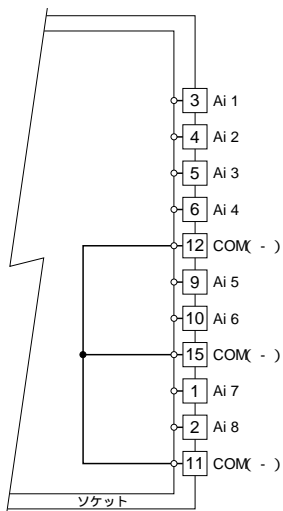 3 Ai 1
4 Ai 2
5 Ai 3
6 Ai 4
12 COM( - )
9 Ai 5
10 Ai 6
15 COM( - )
1 Ai 7
2 Ai 8
11 COM( - )
ソケット